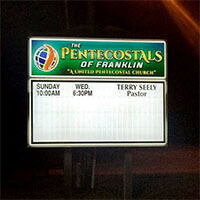 THE
PENTECOSTALS
OF FRANKLIN
"A UNITED PENTECOSTAL CHURCH"
SUNDAY WED. TERRY SEELY
10:00AM 6:30PM Pastor